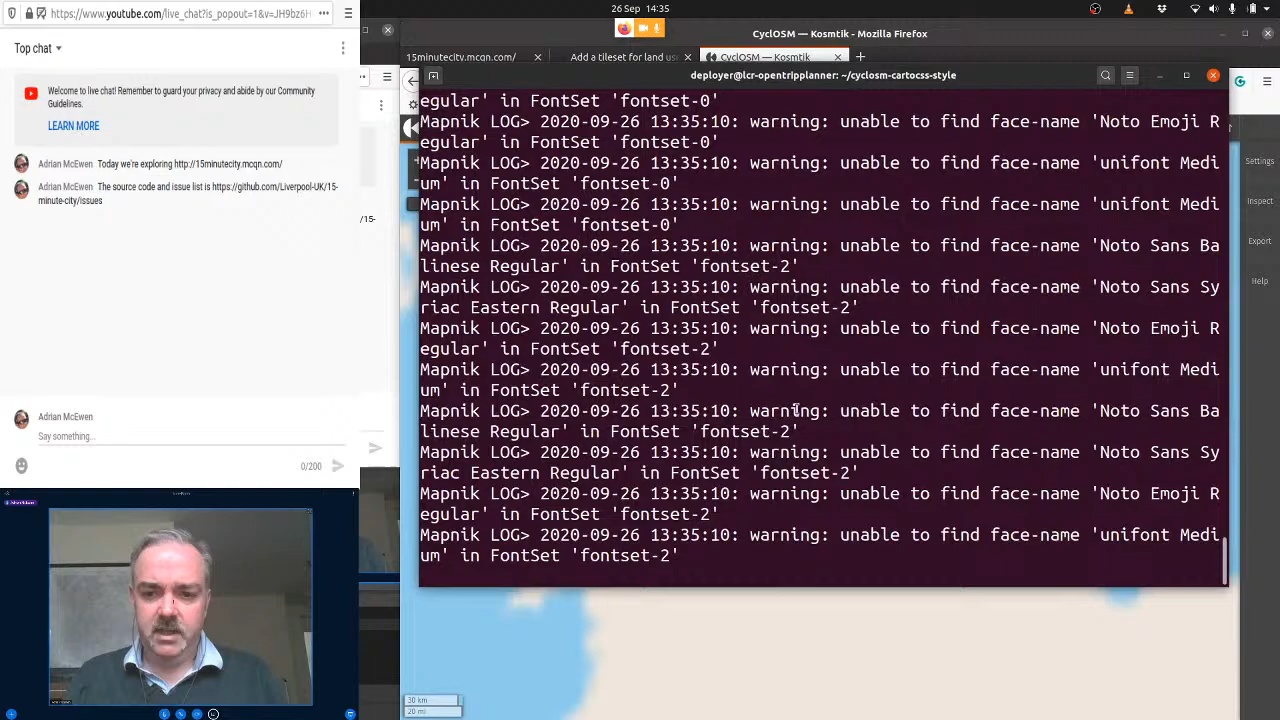 https://www.youtube.com/live_chat?is_popout=1&v=JH9bz6H
Top chat
Welcome to live chat! Remember to guard your privacy and abide by our Community
Guidelines.
LEARN MORE
Adrian McEwen Today we're exploring http://15minutecity.mcqn.com/
Adrian McEwen The source code and issue list is https://github.com/Liverpool-UK/15-
minute-city/issues
Adrian McEwen
Say something...
0/200
26 Sep 14:35
CyclOSM — Kosmtik - Mozilla Firefox
15minutecity.mcqn.com/
Add a tileset for land use
CyclOSM — Kosmtik
deployer@lcr-opentripplanner: ~/cyclosm-cartocss-style
egular' in FontSet 'fontset-0'
Mapnik LOG> 2020-09-26 13:35:10: warning: unable to find face-name 'Noto Emoji R
egular' in FontSet 'fontset-0'
Mapnik LOG> 2020-09-26 13:35:10: warning: unable to find face-name 'unifont Medi
um' in FontSet 'fontset-0'
Mapnik LOG> 2020-09-26 13:35:10: warning: unable to find face-name 'unifont Medi
um' in FontSet 'fontset-0'
Mapnik LOG> 2020-09-26 13:35:10: warning: unable to find face-name 'Noto Sans Ba
linese Regular' in FontSet 'fontset-2'
Mapnik LOG> 2020-09-26 13:35:10: warning: unable to find face-name 'Noto Sans Sy
riac Eastern Regular' in FontSet 'fontset-2'
Mapnik LOG> 2020-09-26 13:35:10: warning: unable to find face-name 'Noto Emoji R
egular' in FontSet 'fontset-2'
Mapnik LOG> 2020-09-26 13:35:10: warning: unable to find face-name 'unifont Medi
um' in FontSet 'fontset-2'
Mapnik LOG> 2020-09-26 13:35:10: warning: unable to find face-name 'Noto Sans Ba
linese Regular' in FontSet 'fontset-2'
Mapnik LOG> 2020-09-26 13:35:10: warning: unable to find face-name 'Noto Sans Sy
riac Eastern Regular' in FontSet 'fontset-2'
Mapnik LOG> 2020-09-26 13:35:10: warning: unable to find face-name 'Noto Emoji R
egular' in FontSet 'fontset-2'
Mapnik LOG> 2020-09-26 13:35:10: warning: unable to find face-name 'unifont Medi
um' in FontSet 'fontset-2'
/15-
Settings
Inspect
Export
Help
30 km
20 mi